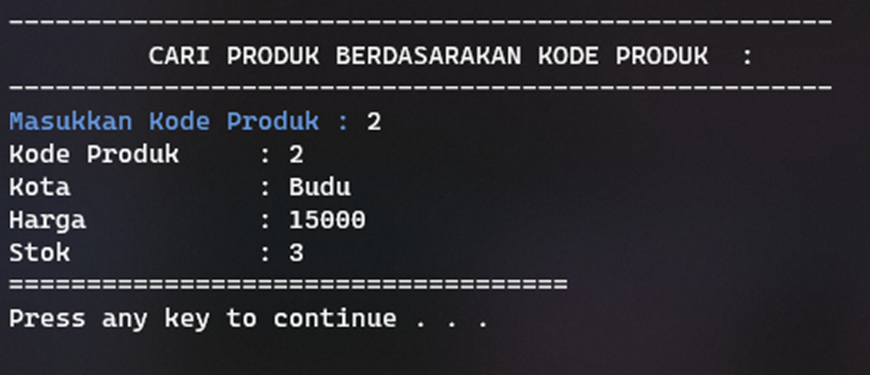 -----------------------------------------------------
CARI PRODUK BERDASARAKAN KODE PRODUK  :
-----------------------------------------------------
Masukkan Kode Produk : 2
Kode Produk     : 2
Kota            : Budu
Harga           : 15000
Stok            : 3
====================================
Press any key to continue . . .